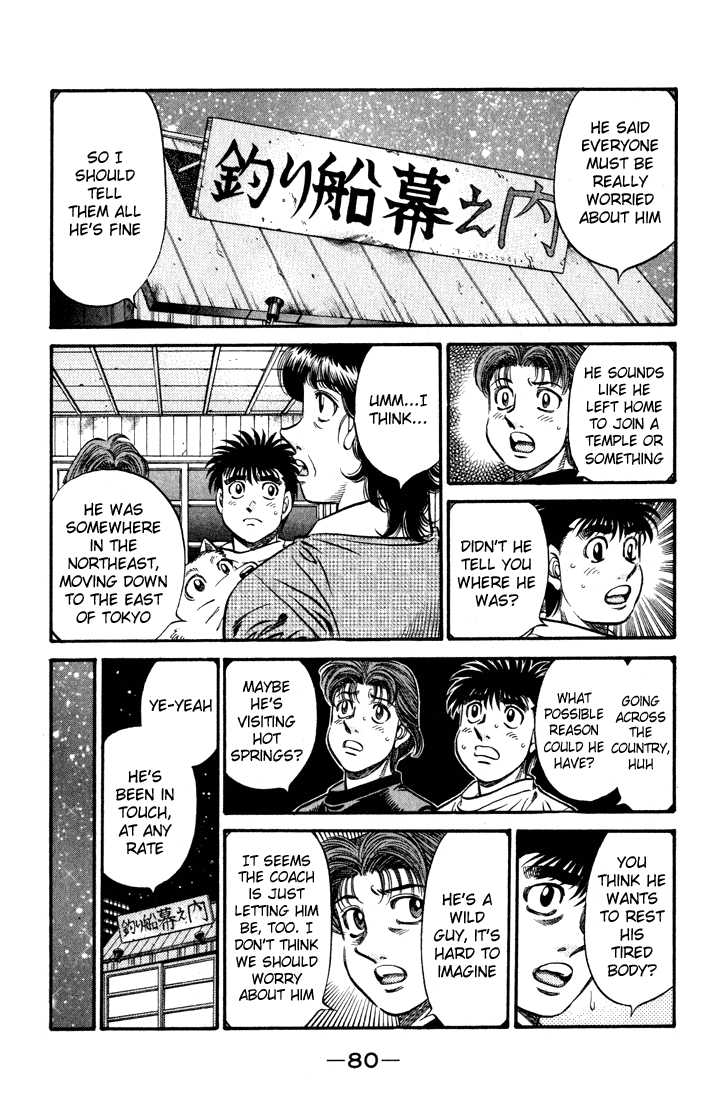 HE SAID
EVERYONE
MUST BE
REALLY
WORRIED
ABOUT HIM
釣り船幕之内
SO I
SHOULD
TELL
THEM ALL
HE'S FINE
HE SOUNDS
LIKE HE
LEFT HOME
TO JOIN A
TEMPLE OR
SOMETHING
DIDN'T HE
TELL YOU
WHERE HE
WAS?
UMM...I
THINK...
HE WAS
SOMEWHERE
IN THE
NORTHEAST,
MOVING DOWN
TO THE EAST
OF TOKYO
GOING
ACROSS
THE
COUNTRY,
HUH
WHAT
POSSIBLE
REASON
COULD HE
HAVE?
MAYBE
HE'S
VISITING
HOT
SPRINGS?
YOU
THINK HE
WANTS
TO REST
HIS
TIRED
BODY?
HE'S A
WILD
GUY, IT'S
HARD TO
IMAGINE
IT SEEMS
THE COACH
IS JUST
LETTING HIM
BE, TOO. I
DON'T THINK
WE SHOULD
WORRY
ABOUT HIM
YE-YEAH
HE'S
BEEN IN
TOUCH,
AT ANY
RATE
釣り船幕之内
—80—